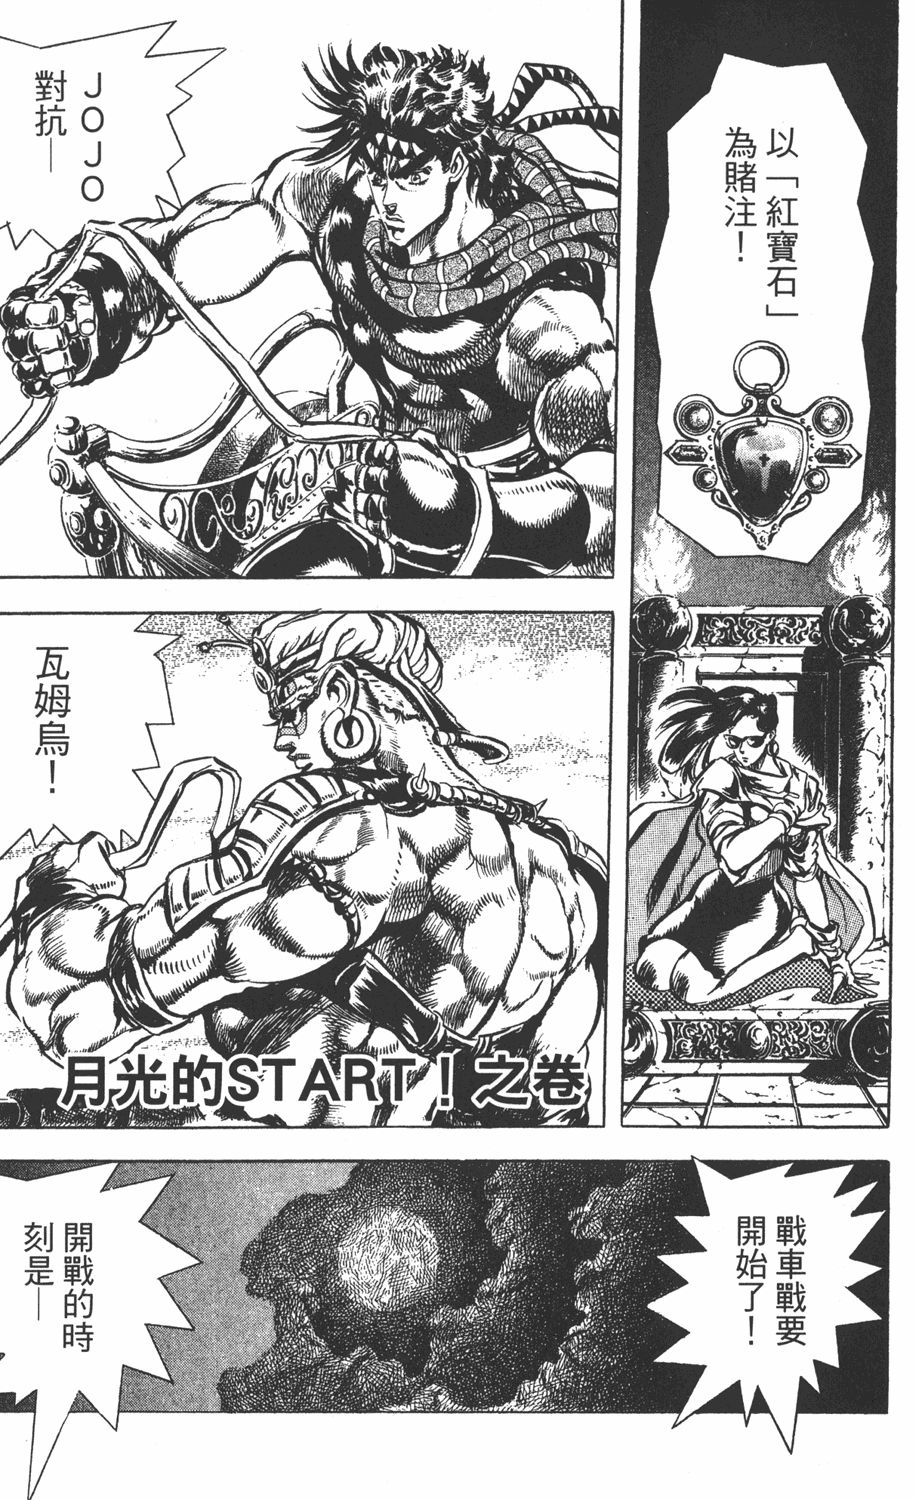 以「紅寶石」
為賭注！
ＪＯＪＯ
對抗—
瓦姆烏！
月光的START！之卷
戰車戰要
開始了！
開戰的時
刻是—